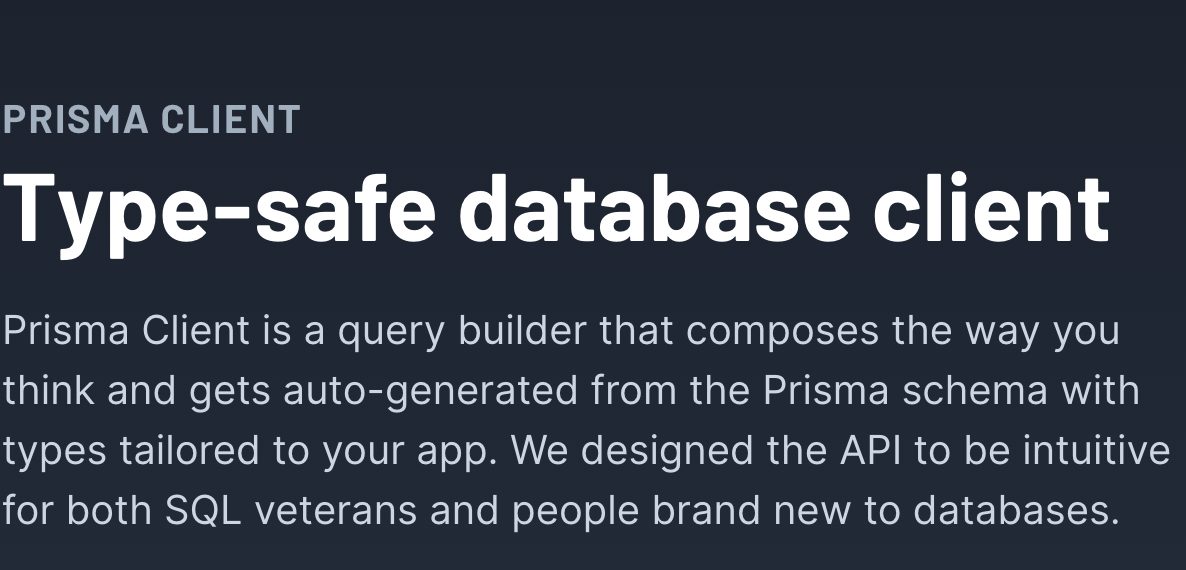 PRISMA CLIENT
Type-safe database client
Prisma Client is a query builder that composes the way you
think and gets auto-generated from the Prisma schema with
types tailored to your app. We designed the API to be intuitive
for both SQL veterans and people brand new to databases.